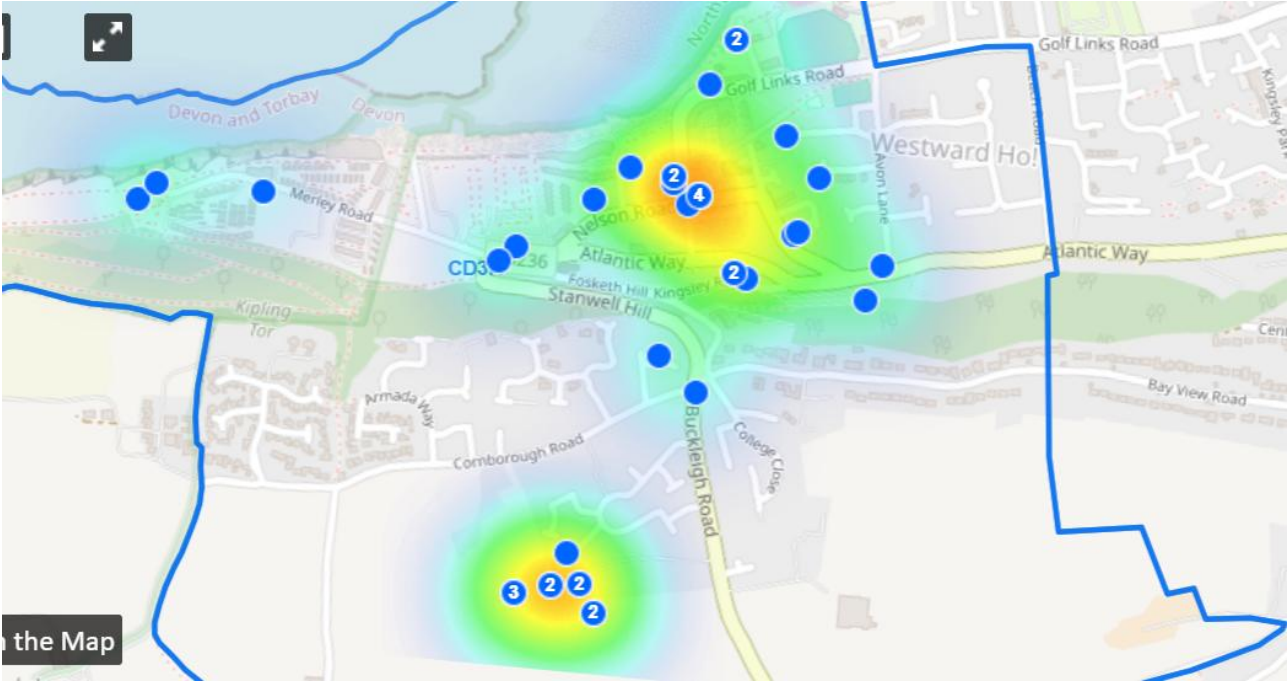 North
2
Golf Links Road
Golf Links Road
Devon and Torbay
Devon
Westward Ho!
Avon Lane
2
4
Merley Road
Nelson Road
Atlantic Way
Atlantic Way
236
2
Fosketh Hill
Kingsley
Stanwell Hill
Kipling
Tor
Armada Way
Bay View Road
Cornborough Road
Buckleigh Road
College Close
3
2
2
2
the Map